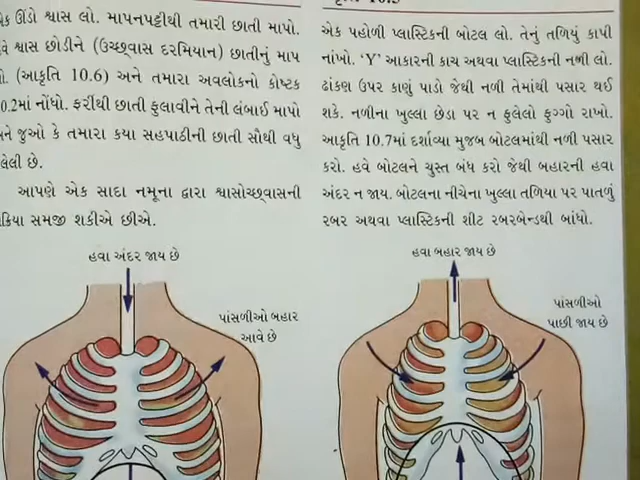 ઊંડો શ્વાસ લો. માપનપટ્ટીથી તમારી છાતી માપો.
શ્વાસ છોડીને (ઉચ્છ્વાસ દરમિયાન) છાતીનું માપ
(આકૃતિ 10.6) અને તમારા અવલોકનો કોષ્ટક
નોંધો. ફરીથી છાતી ફુલાવીને તેની લંબાઈ માપો
જુઓ કે તમારા કયા સહપાઠીની છાતી સૌથી વધુ
છે.
આપણે એક સાદા નમૂના દ્વારા શ્વાસોચ્છ્વાસની
સમજી શકીએ છીએ.
એક પહોળી પ્લાસ્ટિકની બોટલ લો. તેનું તળિયું કાપી
નાંખો. ‘Y’ આકારની કાચ અથવા પ્લાસ્ટિકની નળી લો.
ઢાંકણ ઉપર કાણું પાડો જેથી નળી તેમાંથી પસાર થઈ
શકે. નળીના ખુલ્લા છેડા પર ન ફુલેલો ફુગ્ગો રાખો.
આકૃતિ 10.7માં દર્શાવ્યા મુજબ બોટલમાંથી નળી પસાર
કરો. હવે બોટલને ચુસ્ત બંધ કરો જેથી બહારની હવા
અંદર ન જાય. બોટલના નીચેના ખુલ્લા તળિયા પર પાતળું
રબર અથવા પ્લાસ્ટિકની શીટ રબરબેન્ડથી બાંધો.
હવા અંદર જાય છે
પાંસળીઓ બહાર
આવે છે
હવા બહાર જાય છે
પાંસળીઓ
પાછી જાય છે